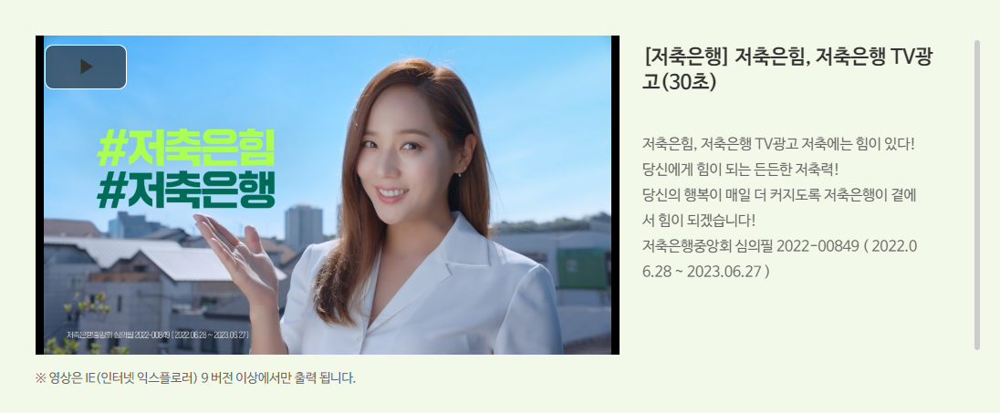 #저축은힘
#저축은행
저축은행중앙회 심의필 2022-00849 ( 2022.06.28 ~ 2023.06.27 )
※ 영상은 IE(인터넷 익스플로러) 9 버전 이상에서만 출력 됩니다.
[저축은행] 저축은힘, 저축은행 TV광
고(30초)
저축은힘, 저축은행 TV광고 저축에는 힘이 있다!
당신에게 힘이 되는 든든한 저축력!
당신의 행복이 매일 더 커지도록 저축은행이 곁에
서 힘이 되겠습니다!
저축은행중앙회 심의필 2022-00849 ( 2022.0
6.28 ~ 2023.06.27 )